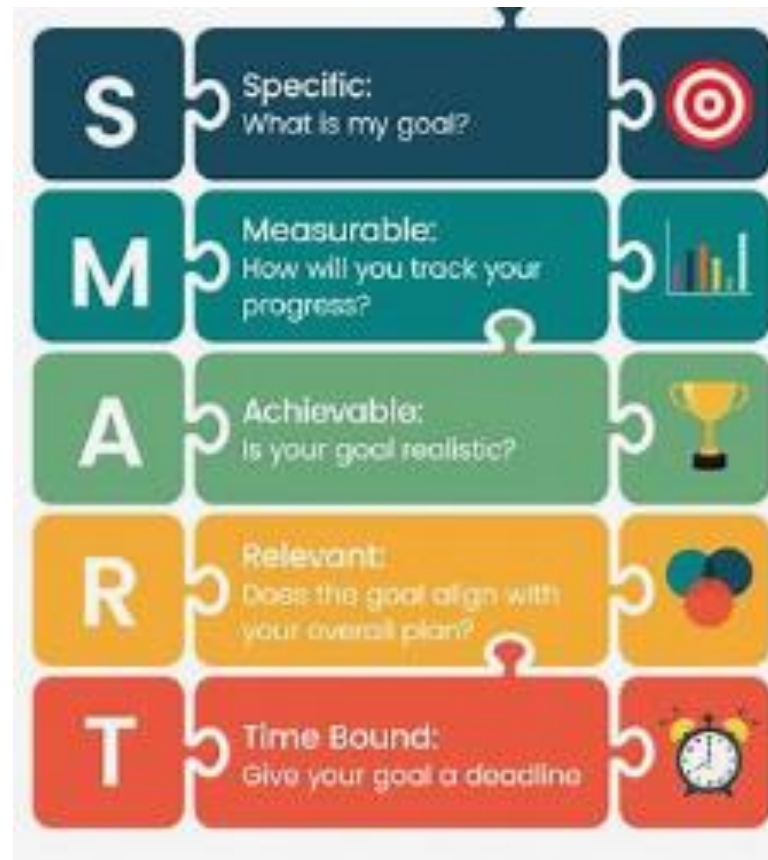 S
Specific:
What is my goal?
M
Measurable:
How will you track your
progress?
A
Achievable:
Is your goal realistic?
R
Relevant:
Does the goal align with
your overall plan?
T
Time Bound:
Give your goal a deadline